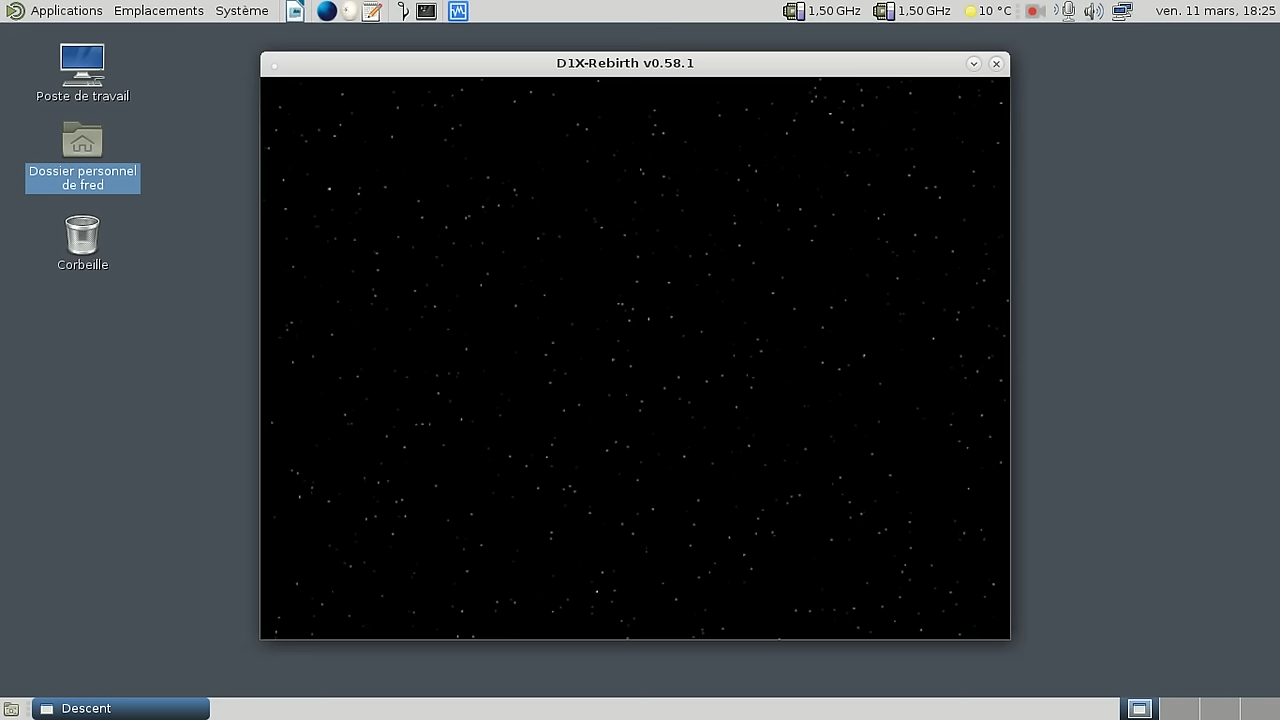 Applications Emplacements Système 1,50 GHz 1,50 GHz 10 °C ven. 11 mars, 18:25
D1X-Rebirth v0.58.1
Poste de travail
Dossier personnel
de fred
Corbeille
Descent